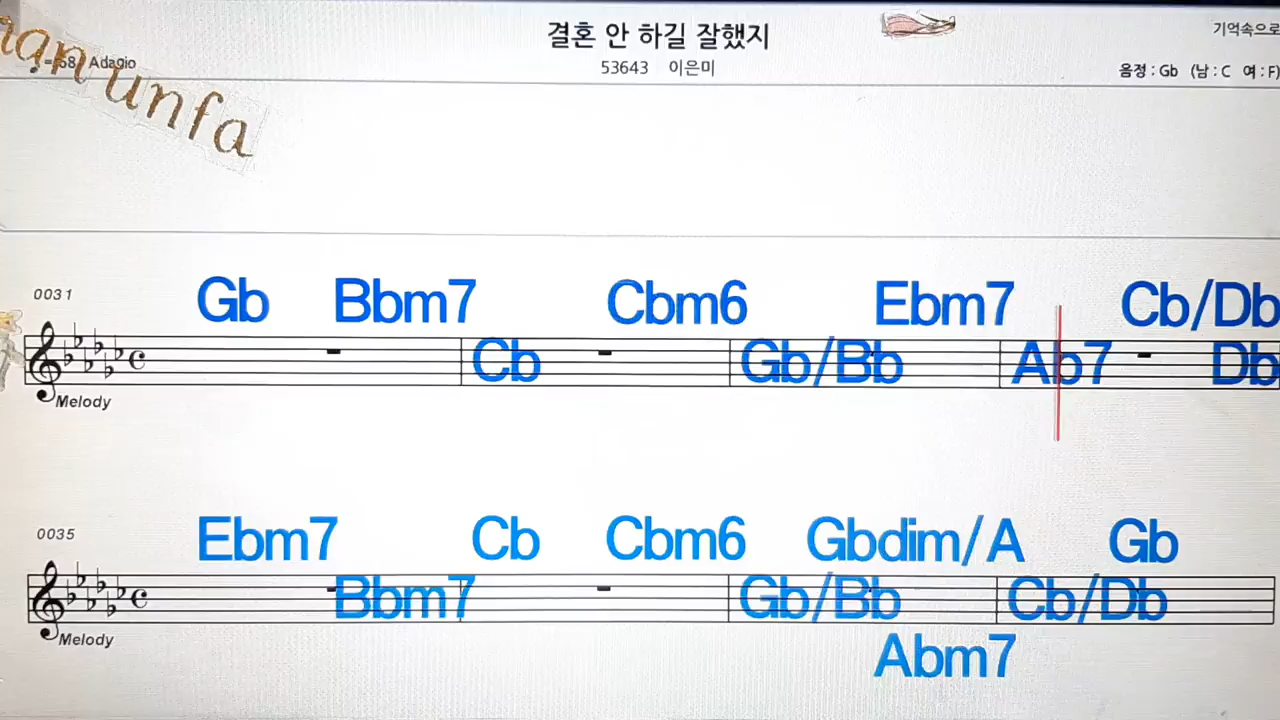 결혼 안 하길 잘했지
기억속으로
♩=68 Adagio
53643 이은미
음정 : Gb (남 : C 여 : F)
unfa
0031
Gb Bbm7 Cbm6 Ebm7 Cb/Db
Cb Gb/Bb Ab7 Db
Melody
0035
Ebm7 Cb Cbm6 Gbdim/A Gb
Bbm7 Gb/Bb Cb/Db
Melody
Abm7